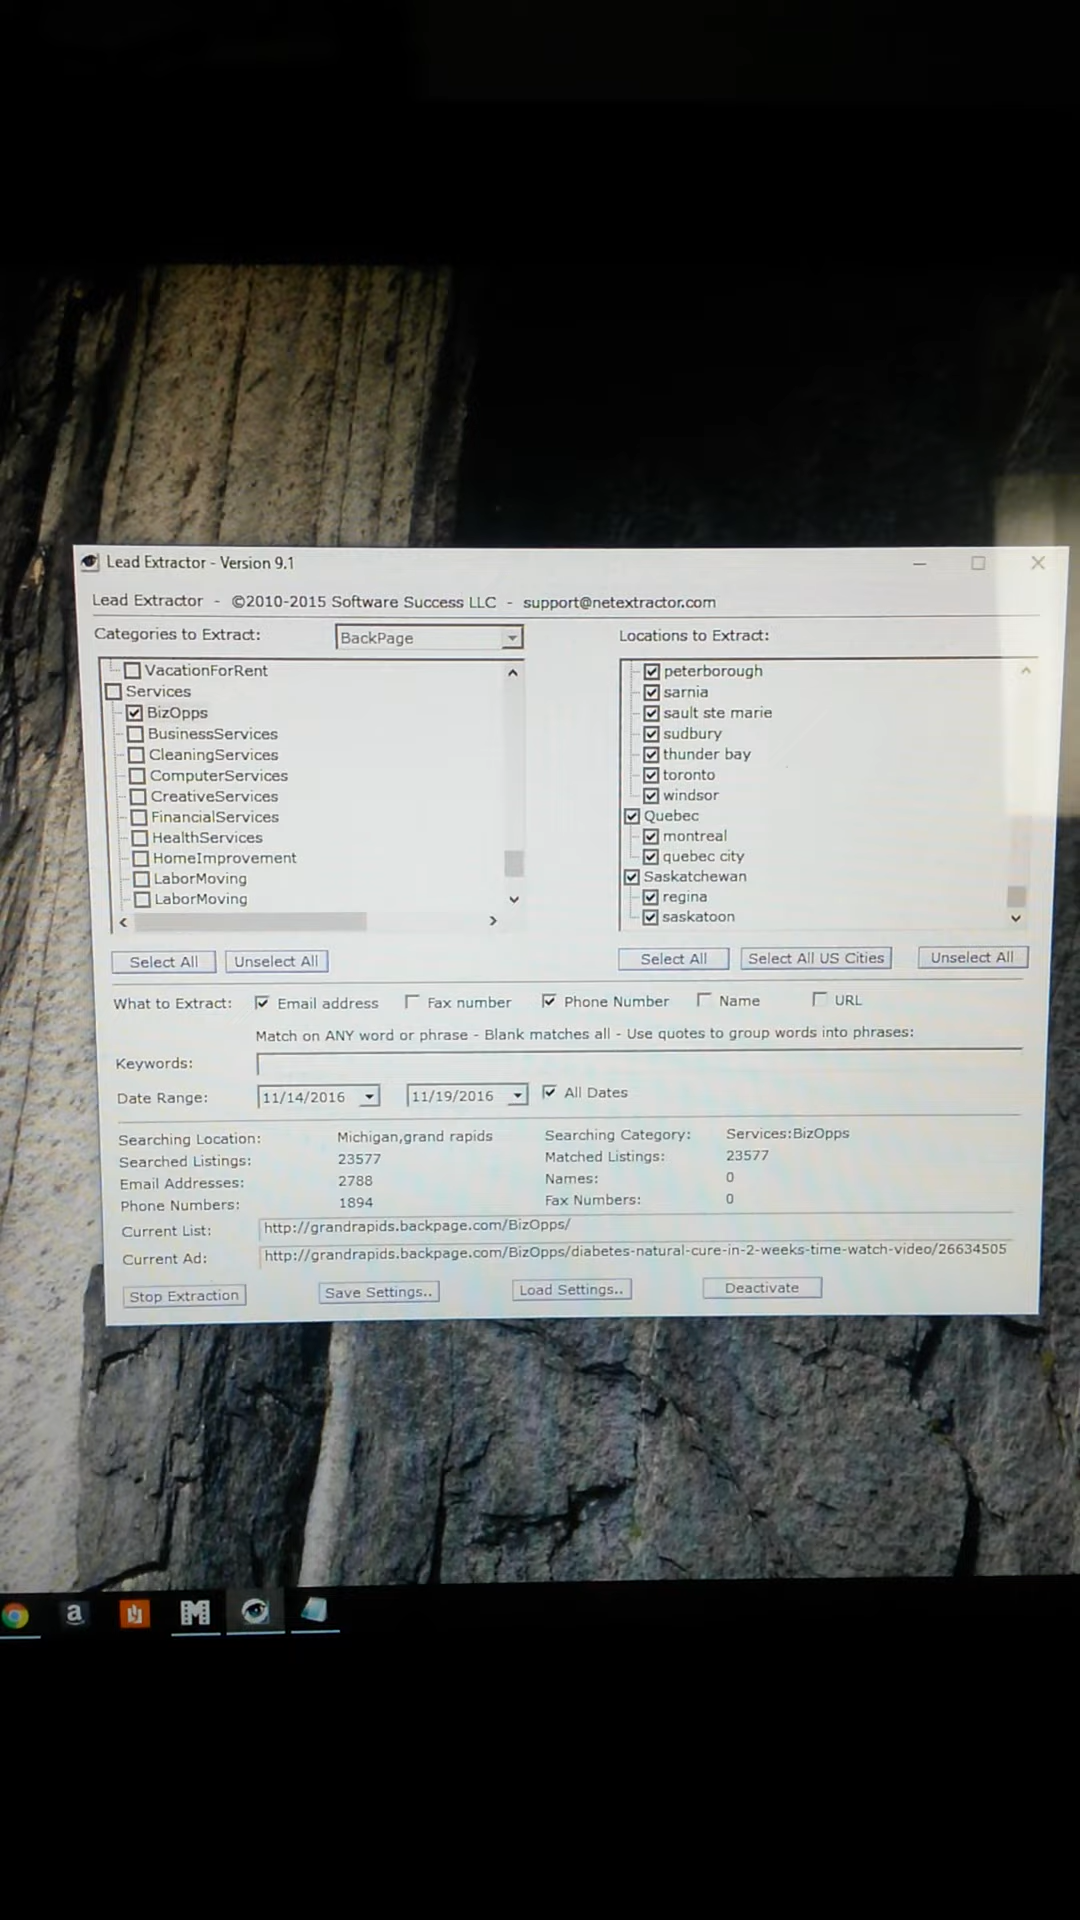 Lead Extractor - Version 9.1
Lead Extractor - ©2010-2015 Software Success LLC - support@netextractor.com
Categories to Extract: BackPage Locations to Extract:
VacationForRent
Services
BizOpps
BusinessServices
CleaningServices
ComputerServices
CreativeServices
FinancialServices
HealthServices
HomeImprovement
LaborMoving
LaborMoving
peterborough
sarnia
sault ste marie
sudbury
thunder bay
toronto
windsor
Quebec
montreal
quebec city
Saskatchewan
regina
saskatoon
Select All Unselect All Select All Select All US Cities Unselect All
What to Extract: Email address Fax number Phone Number Name URL
Match on ANY word or phrase - Blank matches all - Use quotes to group words into phrases:
Keywords:
Date Range: 11/14/2016 11/19/2016 All Dates
Searching Location: Michigan,grand rapids Searching Category: Services:BizOpps
Searched Listings: 23577 Matched Listings: 23577
Email Addresses: 2788 Names: 0
Phone Numbers: 1894 Fax Numbers: 0
Current List: http://grandrapids.backpage.com/BizOpps/
Current Ad: http://grandrapids.backpage.com/BizOpps/diabetes-natural-cure-in-2-weeks-time-watch-video/26634505
Stop Extraction Save Settings.. Load Settings.. Deactivate